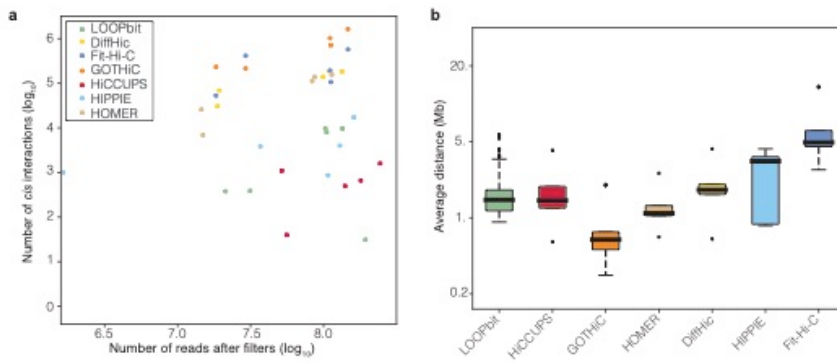 a
LOOPbit
DiffHic
Fit-Hi-C
GOTHiC
HiCCUPS
HIPPIE
HOMER
Number of cis interactions (log₁₀)
6
5
4
3
2
1
0
6.5
7.0
7.5
8.0
Number of reads after filters (log₁₀)
b
Average distance (Mb)
20.
5.
1.
0.2
LOOPbit
HiCCUPS
GOTHiC
HOMER
DiffHic
HIPPIE
Fit-Hi-C